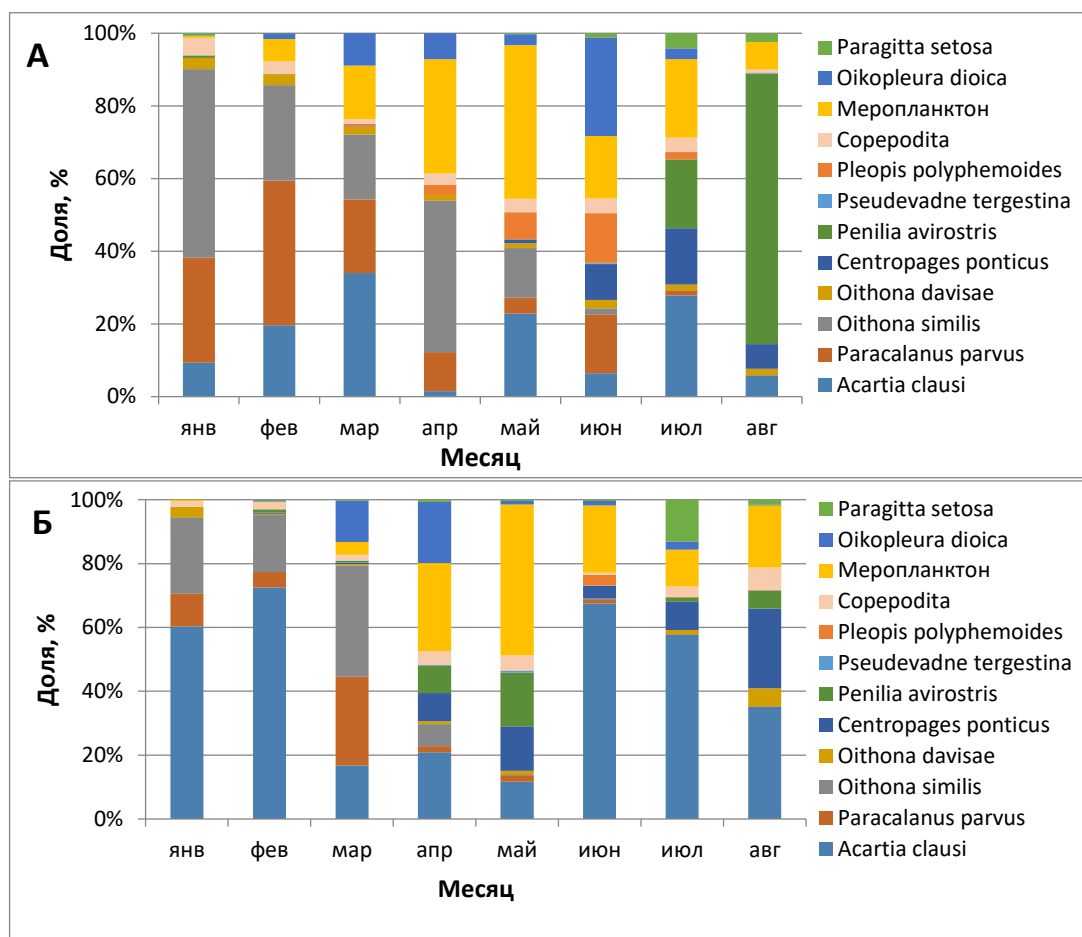 А
Доля, %
100%
80%
60%
40%
20%
0%
янв фев мар апр май июн июл авг
Месяц
Paragitta setosa
Oikopleura dioica
Меропланктон
Copepodita
Pleopis polyphemoides
Pseudevadne tergestina
Penilia avirostris
Centropages ponticus
Oithona davisae
Oithona similis
Paracalanus parvus
Acartia clausi
Б
Доля, %
100%
80%
60%
40%
20%
0%
янв фев мар апр май июн июл авг
Месяц
Paragitta setosa
Oikopleura dioica
Меропланктон
Copepodita
Pleopis polyphemoides
Pseudevadne tergestina
Penilia avirostris
Centropages ponticus
Oithona davisae
Oithona similis
Paracalanus parvus
Acartia clausi